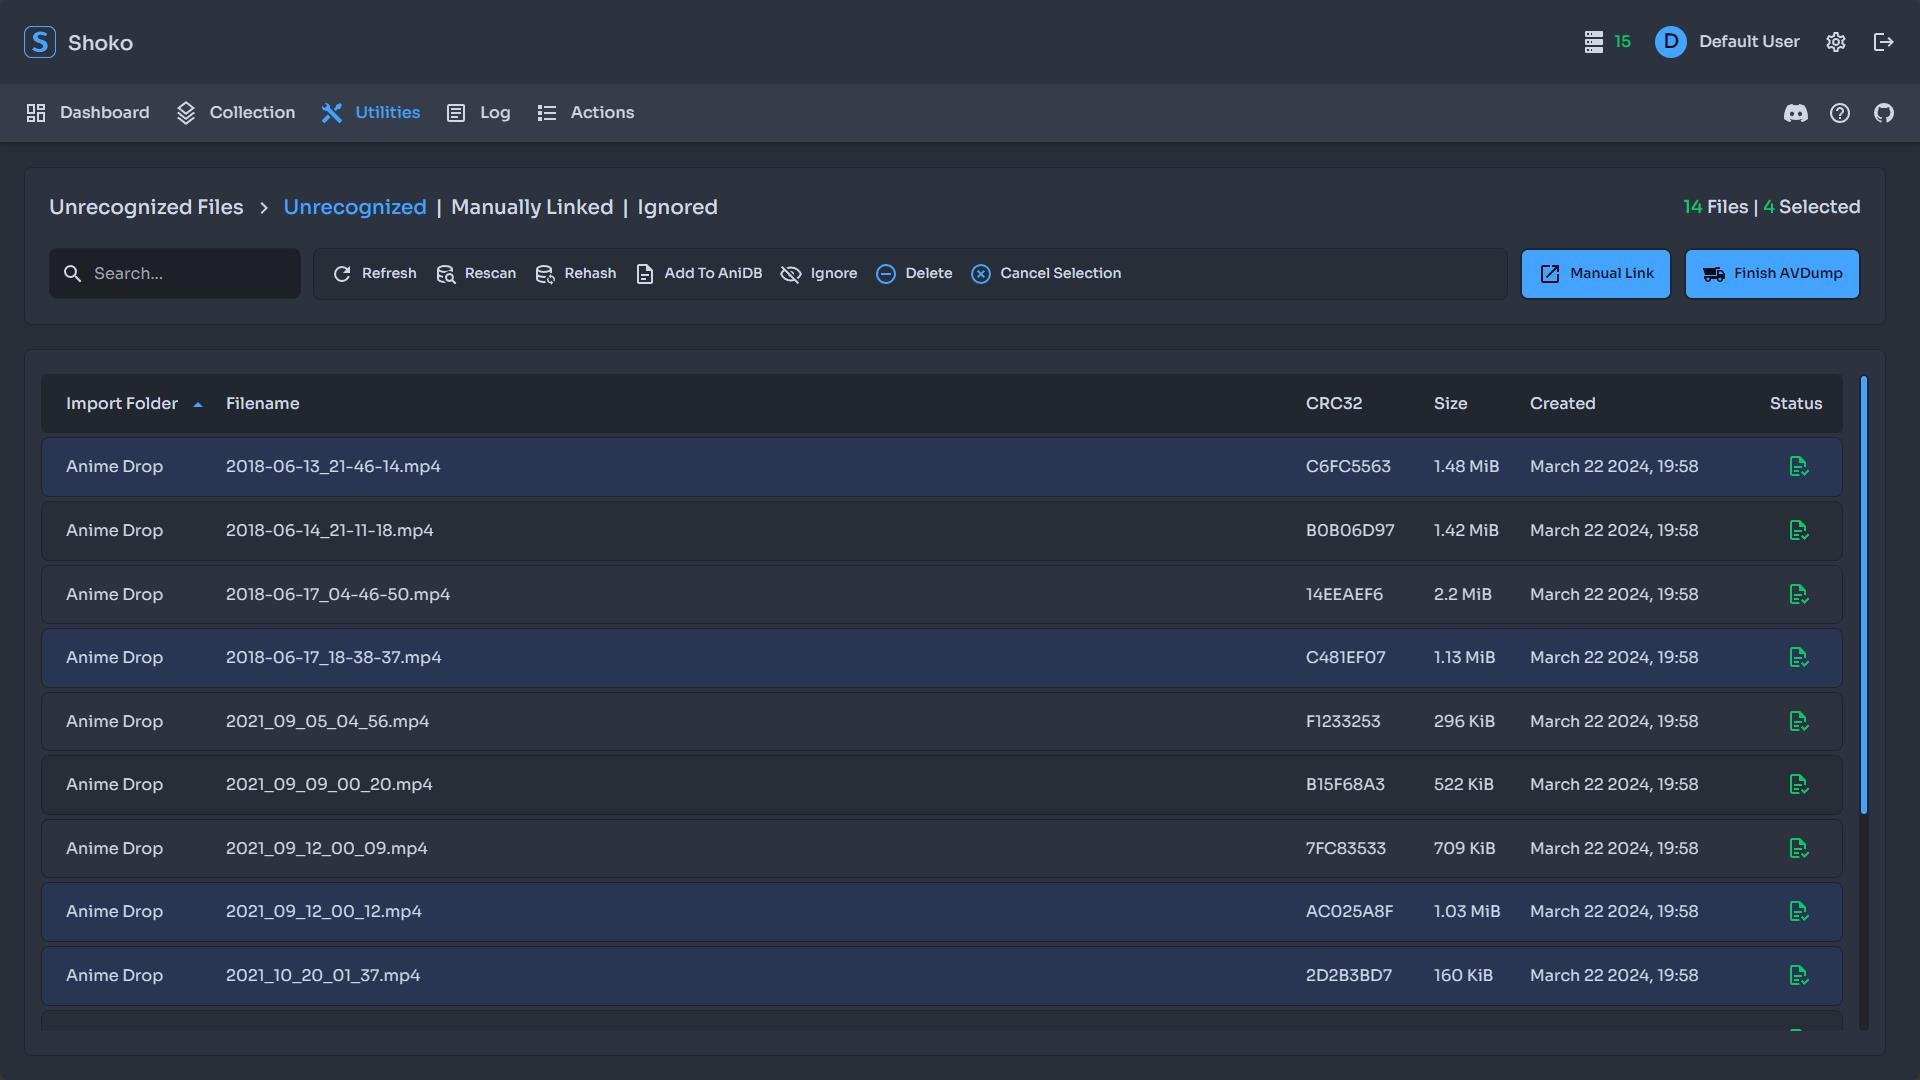 S Shoko 15 D Default User
Dashboard Collection Utilities Log Actions
Unrecognized Files > Unrecognized | Manually Linked | Ignored 14 Files | 4 Selected
Search... Refresh Rescan Rehash Add To AniDB Ignore Delete Cancel Selection Manual Link Finish AVDump
Import Folder Filename CRC32 Size Created Status
Anime Drop 2018-06-13_21-46-14.mp4 C6FC5563 1.48 MiB March 22 2024, 19:58
Anime Drop 2018-06-14_21-11-18.mp4 B0B06D97 1.42 MiB March 22 2024, 19:58
Anime Drop 2018-06-17_04-46-50.mp4 14EEAEF6 2.2 MiB March 22 2024, 19:58
Anime Drop 2018-06-17_18-38-37.mp4 C481EF07 1.13 MiB March 22 2024, 19:58
Anime Drop 2021_09_05_04_56.mp4 F1233253 296 KiB March 22 2024, 19:58
Anime Drop 2021_09_09_00_20.mp4 B15F68A3 522 KiB March 22 2024, 19:58
Anime Drop 2021_09_12_00_09.mp4 7FC83533 709 KiB March 22 2024, 19:58
Anime Drop 2021_09_12_00_12.mp4 AC025A8F 1.03 MiB March 22 2024, 19:58
Anime Drop 2021_10_20_01_37.mp4 2D2B3BD7 160 KiB March 22 2024, 19:58